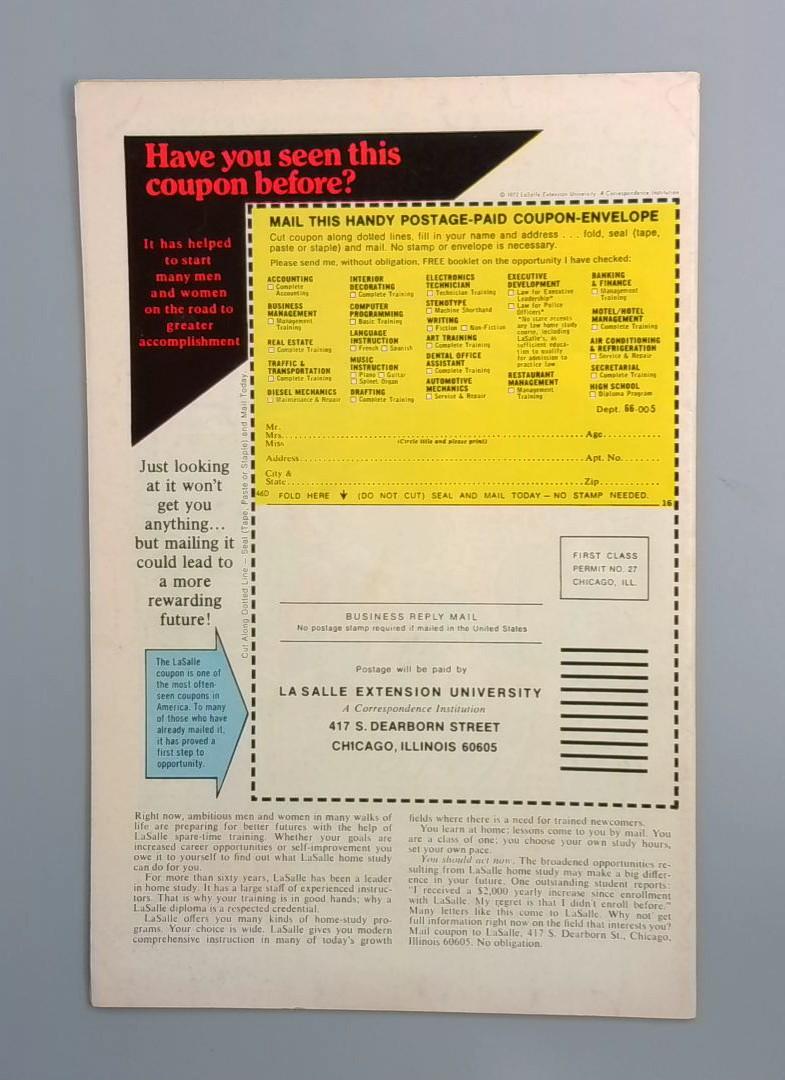 Have you seen this
coupon before?
© 1972 LaSalle Extension University A Correspondence Institution
It has helped
to start
many men
and women
on the road to
greater
accomplishment
Just looking
at it won't
get you
anything...
but mailing it
could lead to
a more
rewarding
future!
The LaSalle
coupon is one of
the most often-
seen coupons in
America. To many
of those who have
already mailed it,
it has proved a
first step to
opportunity.
Cut Along Dotted Line — Seal (Tape, Paste or Staple) and Mail Today.
MAIL THIS HANDY POSTAGE-PAID COUPON-ENVELOPE
Cut coupon along dotted lines, fill in your name and address . . . fold, seal (tape,
paste or staple) and mail. No stamp or envelope is necessary.
Please send me, without obligation, FREE booklet on the opportunity I have checked:
ACCOUNTING
Complete
Accounting
BUSINESS
MANAGEMENT
Management
Training
REAL ESTATE
Complete Training
TRAFFIC &
TRANSPORTATION
Complete Training
DIESEL MECHANICS
Maintenance & Repair
INTERIOR
DECORATING
Complete Training
COMPUTER
PROGRAMMING
Basic Training
LANGUAGE
INSTRUCTION
French Spanish
MUSIC
INSTRUCTION
Piano Guitar
Spinet Organ
DRAFTING
Complete Training
ELECTRONICS
TECHNICIAN
Technician Training
STENOTYPE
Machine Shorthand
WRITING
Fiction Non-Fiction
ART TRAINING
Complete Training
DENTAL OFFICE
ASSISTANT
Complete Training
AUTOMOTIVE
MECHANICS
Service & Repair
EXECUTIVE
DEVELOPMENT
Law for Executive
Leadership*
Law for Police
Officers*
*No state accepts
any law home study
course, including
LaSalle's, as
sufficient educa-
tion to qualify
for admission to
practice law
RESTAURANT
MANAGEMENT
Management
Training
BANKING
& FINANCE
Management
Training
MOTEL/HOTEL
MANAGEMENT
Complete Training
AIR CONDITIONING
& REFRIGERATION
Service & Repair
SECRETARIAL
Complete Training
HIGH SCHOOL
Diploma Program
Dept. 66-005
Mr.
Mrs. Age
Miss (Circle title and please print)
Address Apt. No.
City &
State Zip
46D FOLD HERE (DO NOT CUT) SEAL AND MAIL TODAY — NO STAMP NEEDED.
16
FIRST CLASS
PERMIT NO. 27
CHICAGO, ILL.
BUSINESS REPLY MAIL
No postage stamp required if mailed in the United States
Postage will be paid by
LA SALLE EXTENSION UNIVERSITY
A Correspondence Institution
417 S. DEARBORN STREET
CHICAGO, ILLINOIS 60605
Right now, ambitious men and women in many walks of
life are preparing for better futures with the help of
LaSalle spare-time training. Whether your goals are
increased career opportunities or self-improvement you
owe it to yourself to find out what LaSalle home study
can do for you.
For more than sixty years, LaSalle has been a leader
in home study. It has a large staff of experienced instruc-
tors. That is why your training is in good hands; why a
LaSalle diploma is a respected credential.
LaSalle offers you many kinds of home-study pro-
grams. Your choice is wide. LaSalle gives you modern
comprehensive instruction in many of today's growth
fields where there is a need for trained newcomers.
You learn at home; lessons come to you by mail. You
are a class of one; you choose your own study hours,
set your own pace.
You should act now. The broadened opportunities re-
sulting from LaSalle home study may make a big differ-
ence in your future. One outstanding student reports:
"I received a $2,000 yearly increase since enrollment
with LaSalle. My regret is that I didn't enroll before."
Many letters like this come to LaSalle. Why not get
full information right now on the field that interests you?
Mail coupon to LaSalle, 417 S. Dearborn St., Chicago,
Illinois 60605. No obligation.